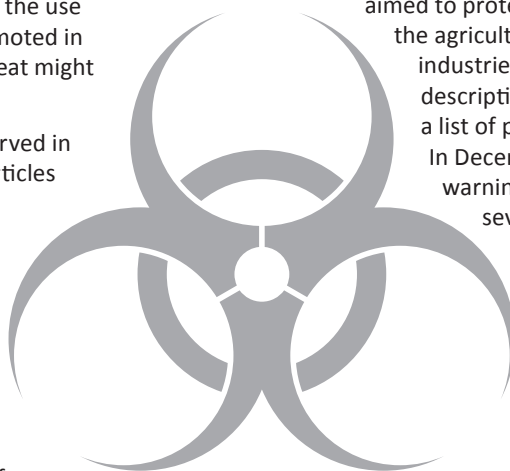 the use
moted in
eat might
rved in
ticles
aimed to prote
the agricult
industrie
descripti
a list of p
In Decer
warnin
sev